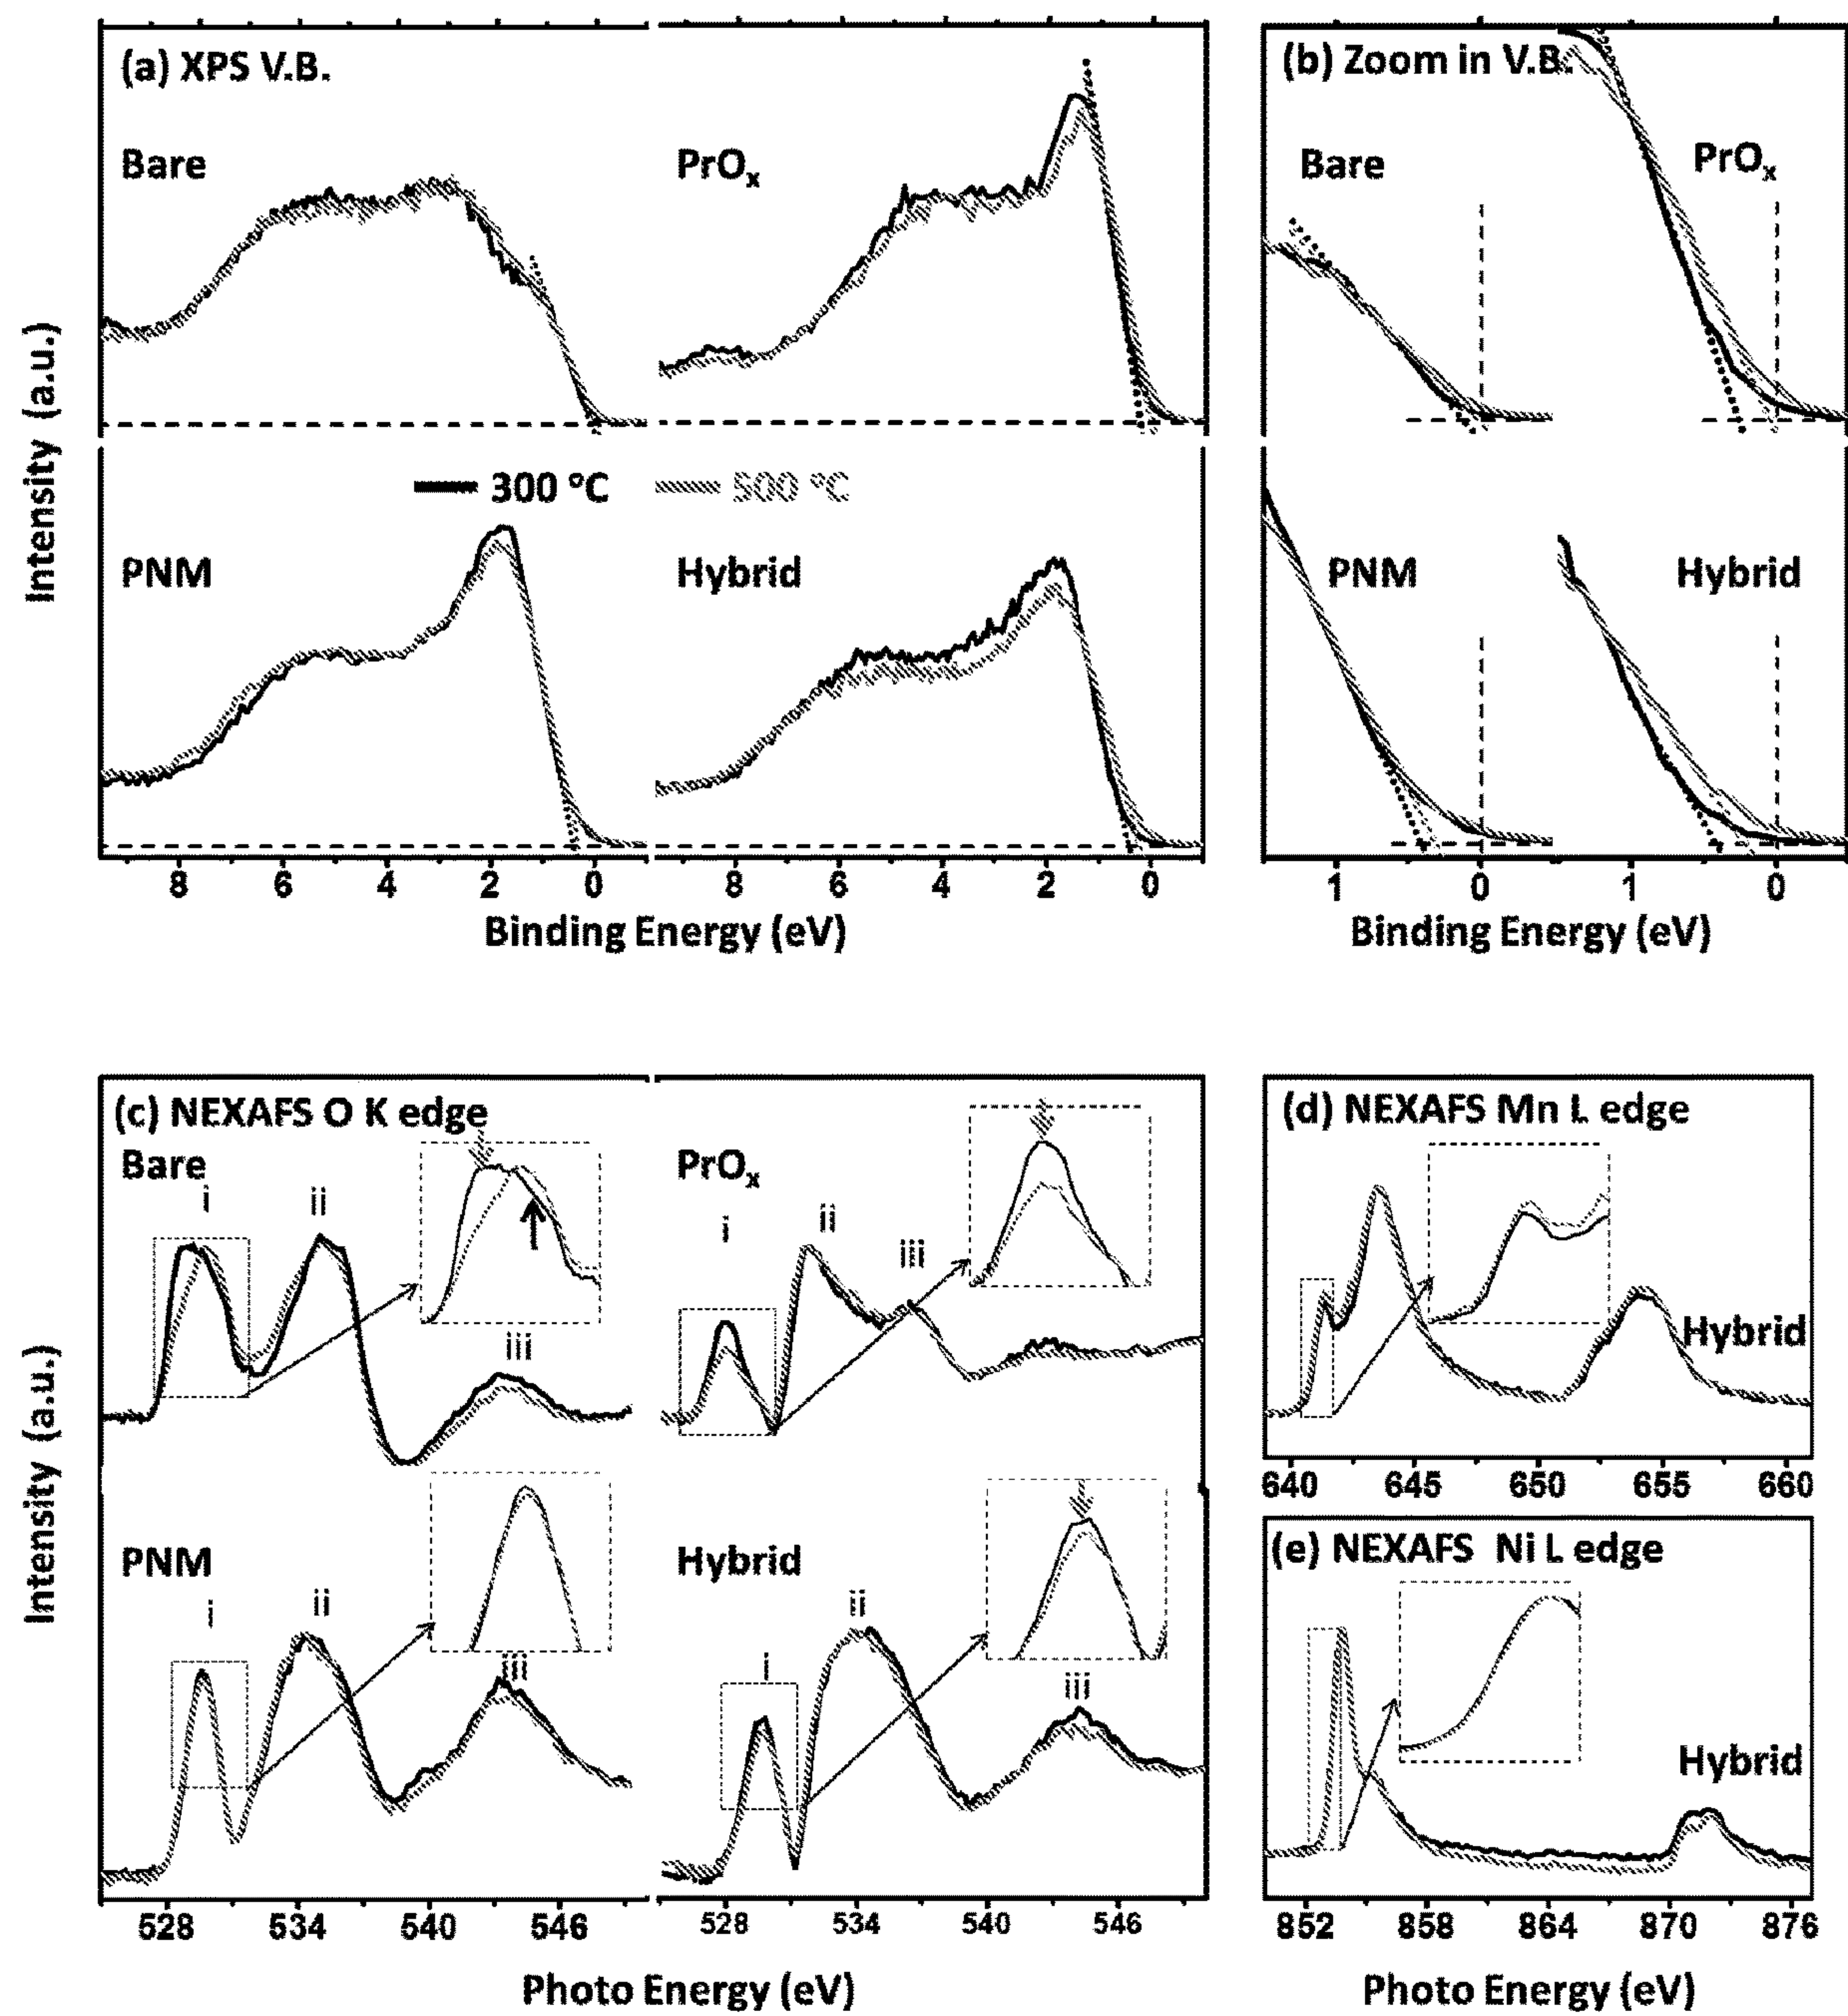 (a) XPS V.B.
Bare
PrOx
300 °C
500 °C
PNM
Hybrid
Intensity (a.u.)
8 6 4 2 0 8 6 4 2 0
Binding Energy (eV)
(b) Zoom in V.B.
Bare
PrOx
PNM
Hybrid
1 0 1 0
Binding Energy (eV)
(c) NEXAFS O K edge
Bare
i
ii
iii
PrOx
i
ii
iii
PNM
i
ii
iii
Hybrid
i
ii
iii
Intensity (a.u.)
528 534 540 546 528 534 540 546
Photo Energy (eV)
(d) NEXAFS Mn L edge
Hybrid
640 645 650 655 660
(e) NEXAFS Ni L edge
Hybrid
852 858 864 870 876
Photo Energy (eV)